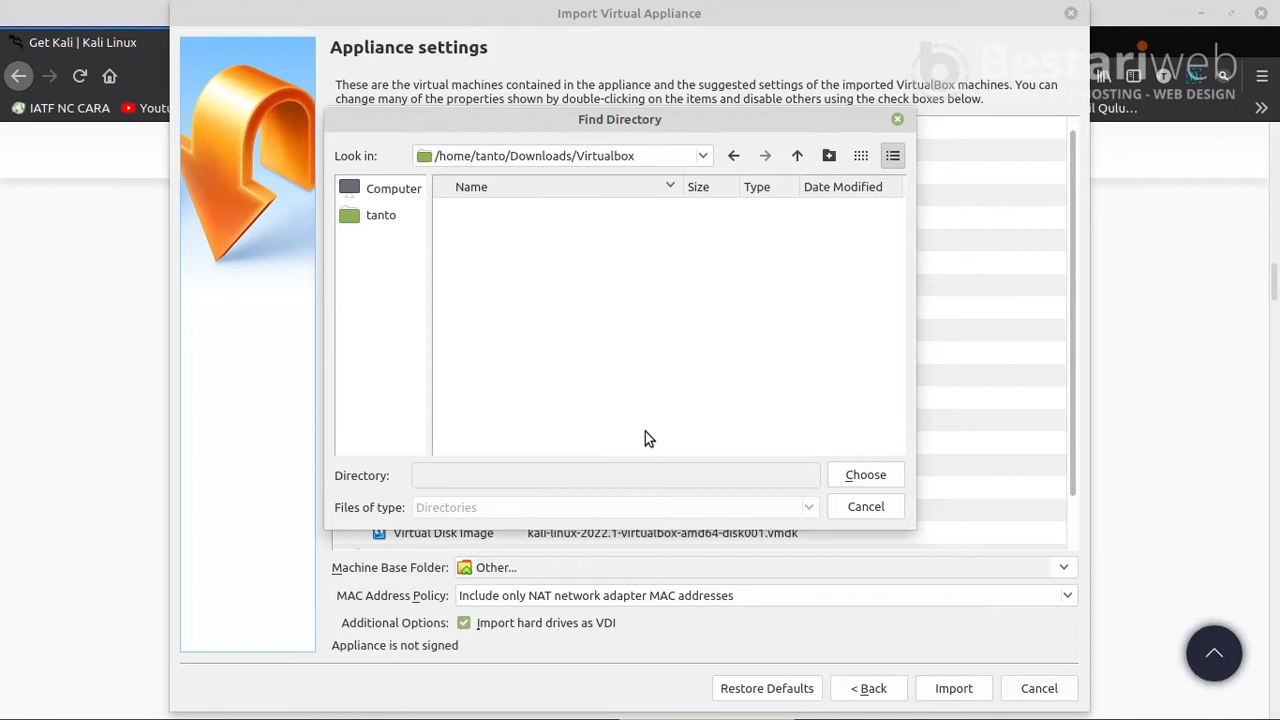 Import Virtual Appliance
Get Kali | Kali Linux
Appliance settings
Bestariweb
HOSTING - WEB DESIGN
IATF NC CARA
Youtu
il Qulu...
These are the virtual machines contained in the appliance and the suggested settings of the imported VirtualBox machines. You can
change many of the properties shown by double-clicking on the items and disable others using the check boxes below.
Find Directory
Look in:
/home/tanto/Downloads/Virtualbox
Computer
tanto
Name
Size
Type
Date Modified
Directory:
Choose
Files of type:
Directories
Cancel
Virtual Disk Image
kali-linux-2022.1-virtualbox-amd64-disk001.vmdk
Machine Base Folder:
Other...
MAC Address Policy:
Include only NAT network adapter MAC addresses
Additional Options:
Import hard drives as VDI
Appliance is not signed
Restore Defaults
< Back
Import
Cancel